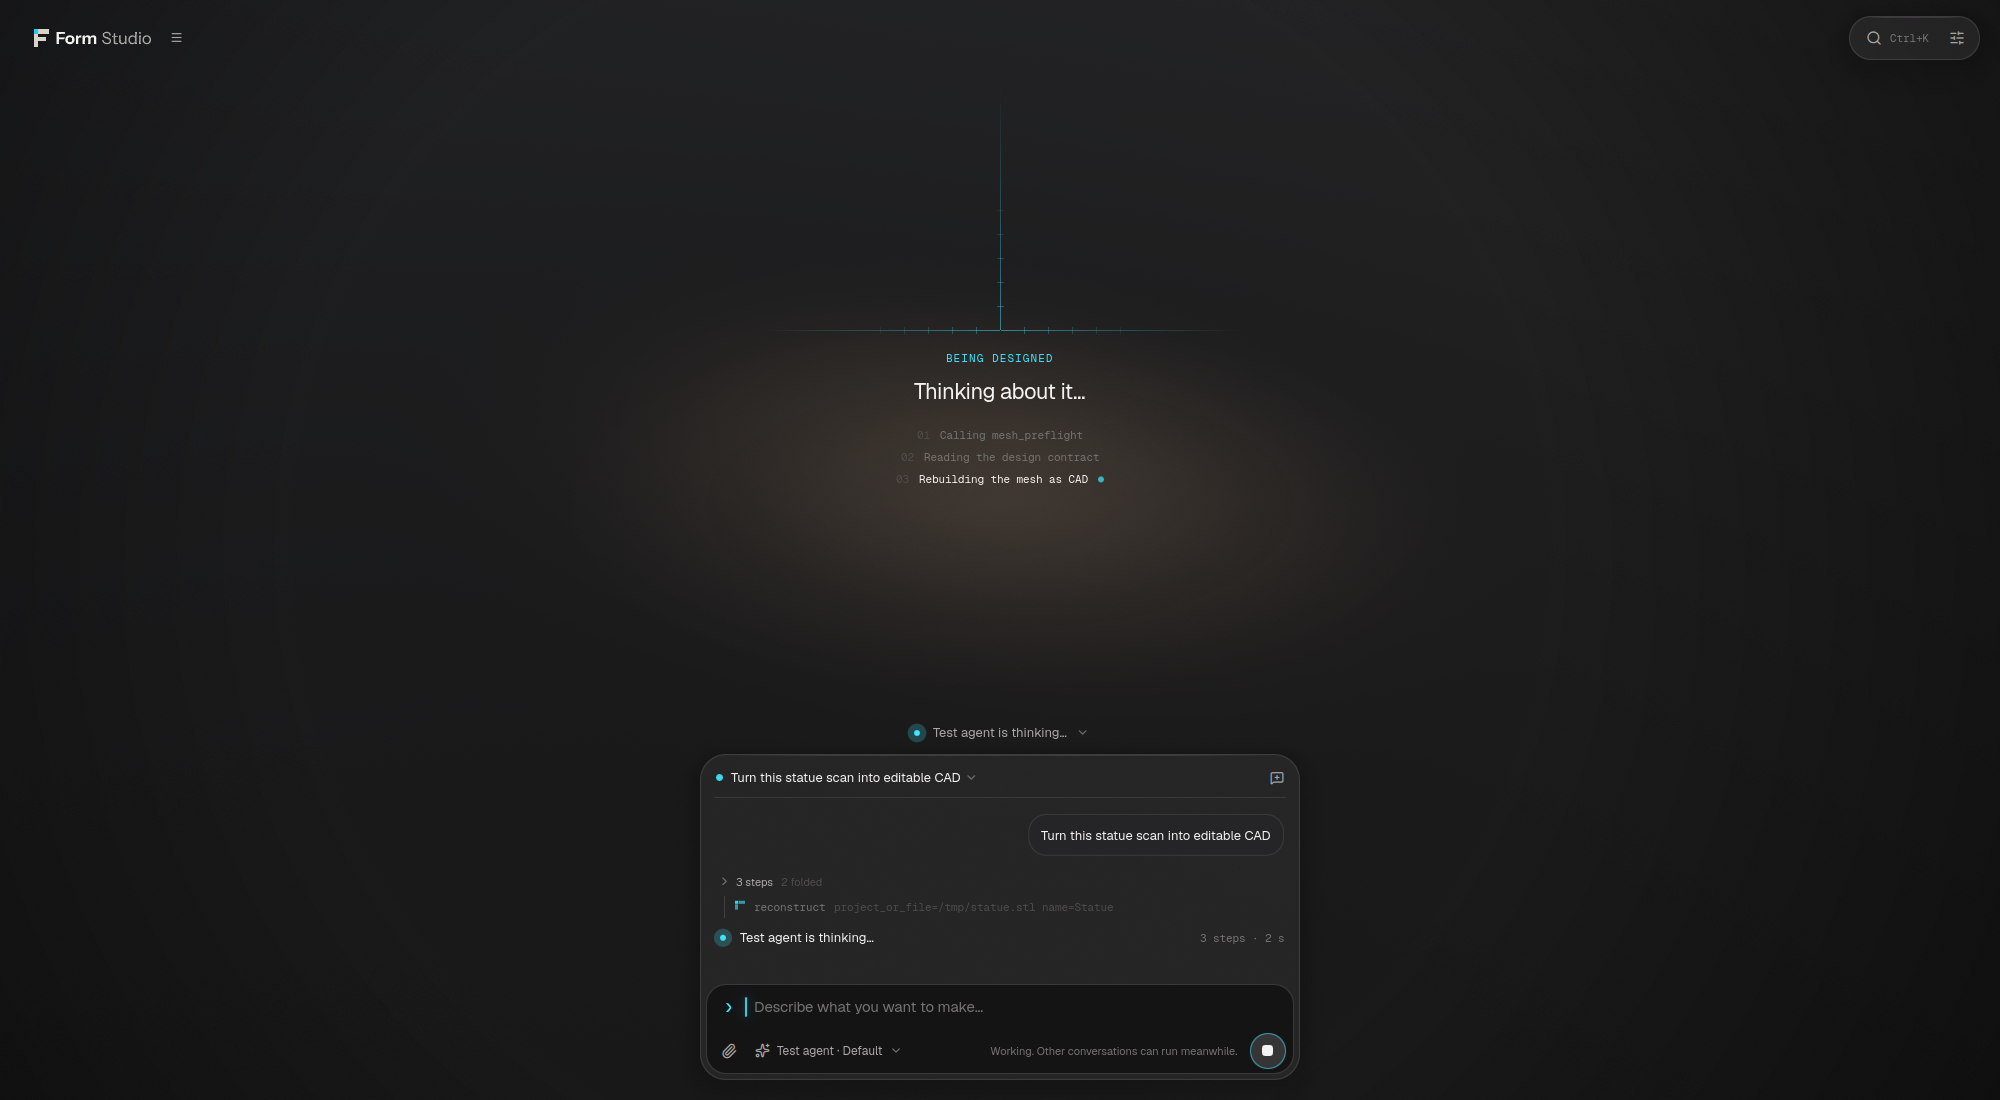 Form Studio
Ctrl+K
BEING DESIGNED
Thinking about it...
01 Calling mesh_preflight
02 Reading the design contract
03 Rebuilding the mesh as CAD
Test agent is thinking...
Turn this statue scan into editable CAD
Turn this statue scan into editable CAD
3 steps 2 folded
reconstruct project_or_file=/tmp/statue.stl name=Statue
Test agent is thinking...
3 steps · 2 s
Describe what you want to make...
Test agent · Default
Working. Other conversations can run meanwhile.